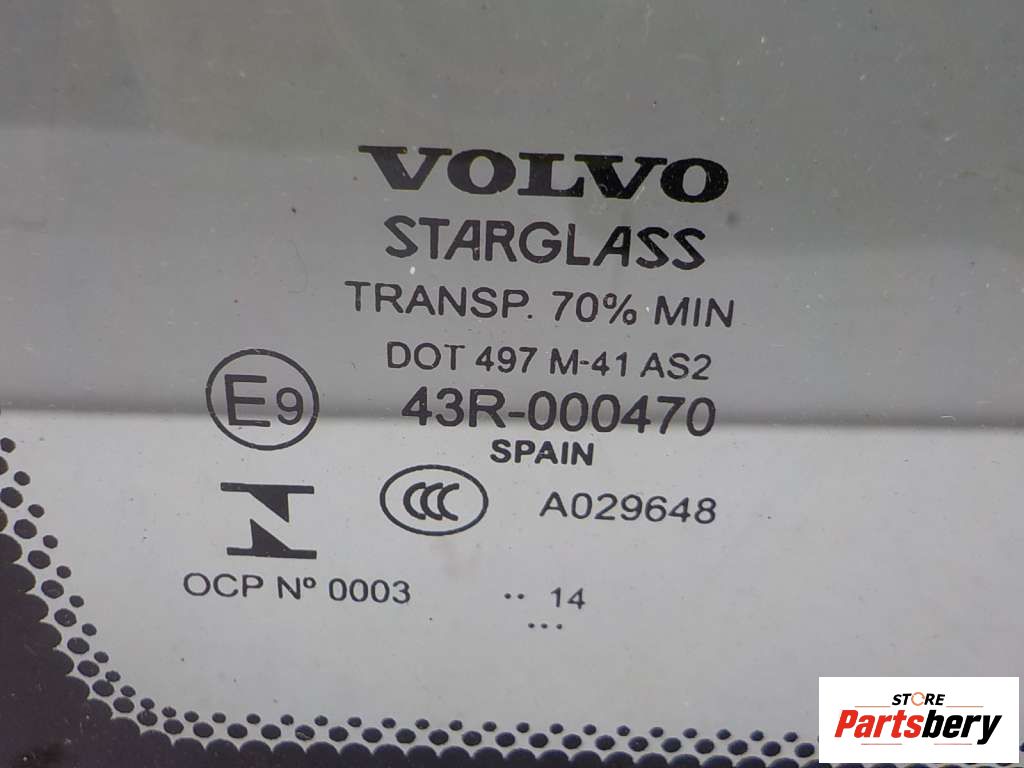 VOLVO
STARGLASS
TRANSP. 70% MIN
DOT 497 M-41 AS2
E9 43R-000470
SPAIN
CCC A029648
OCP Nº 0003 .. 14
...
STORE
Partsbery